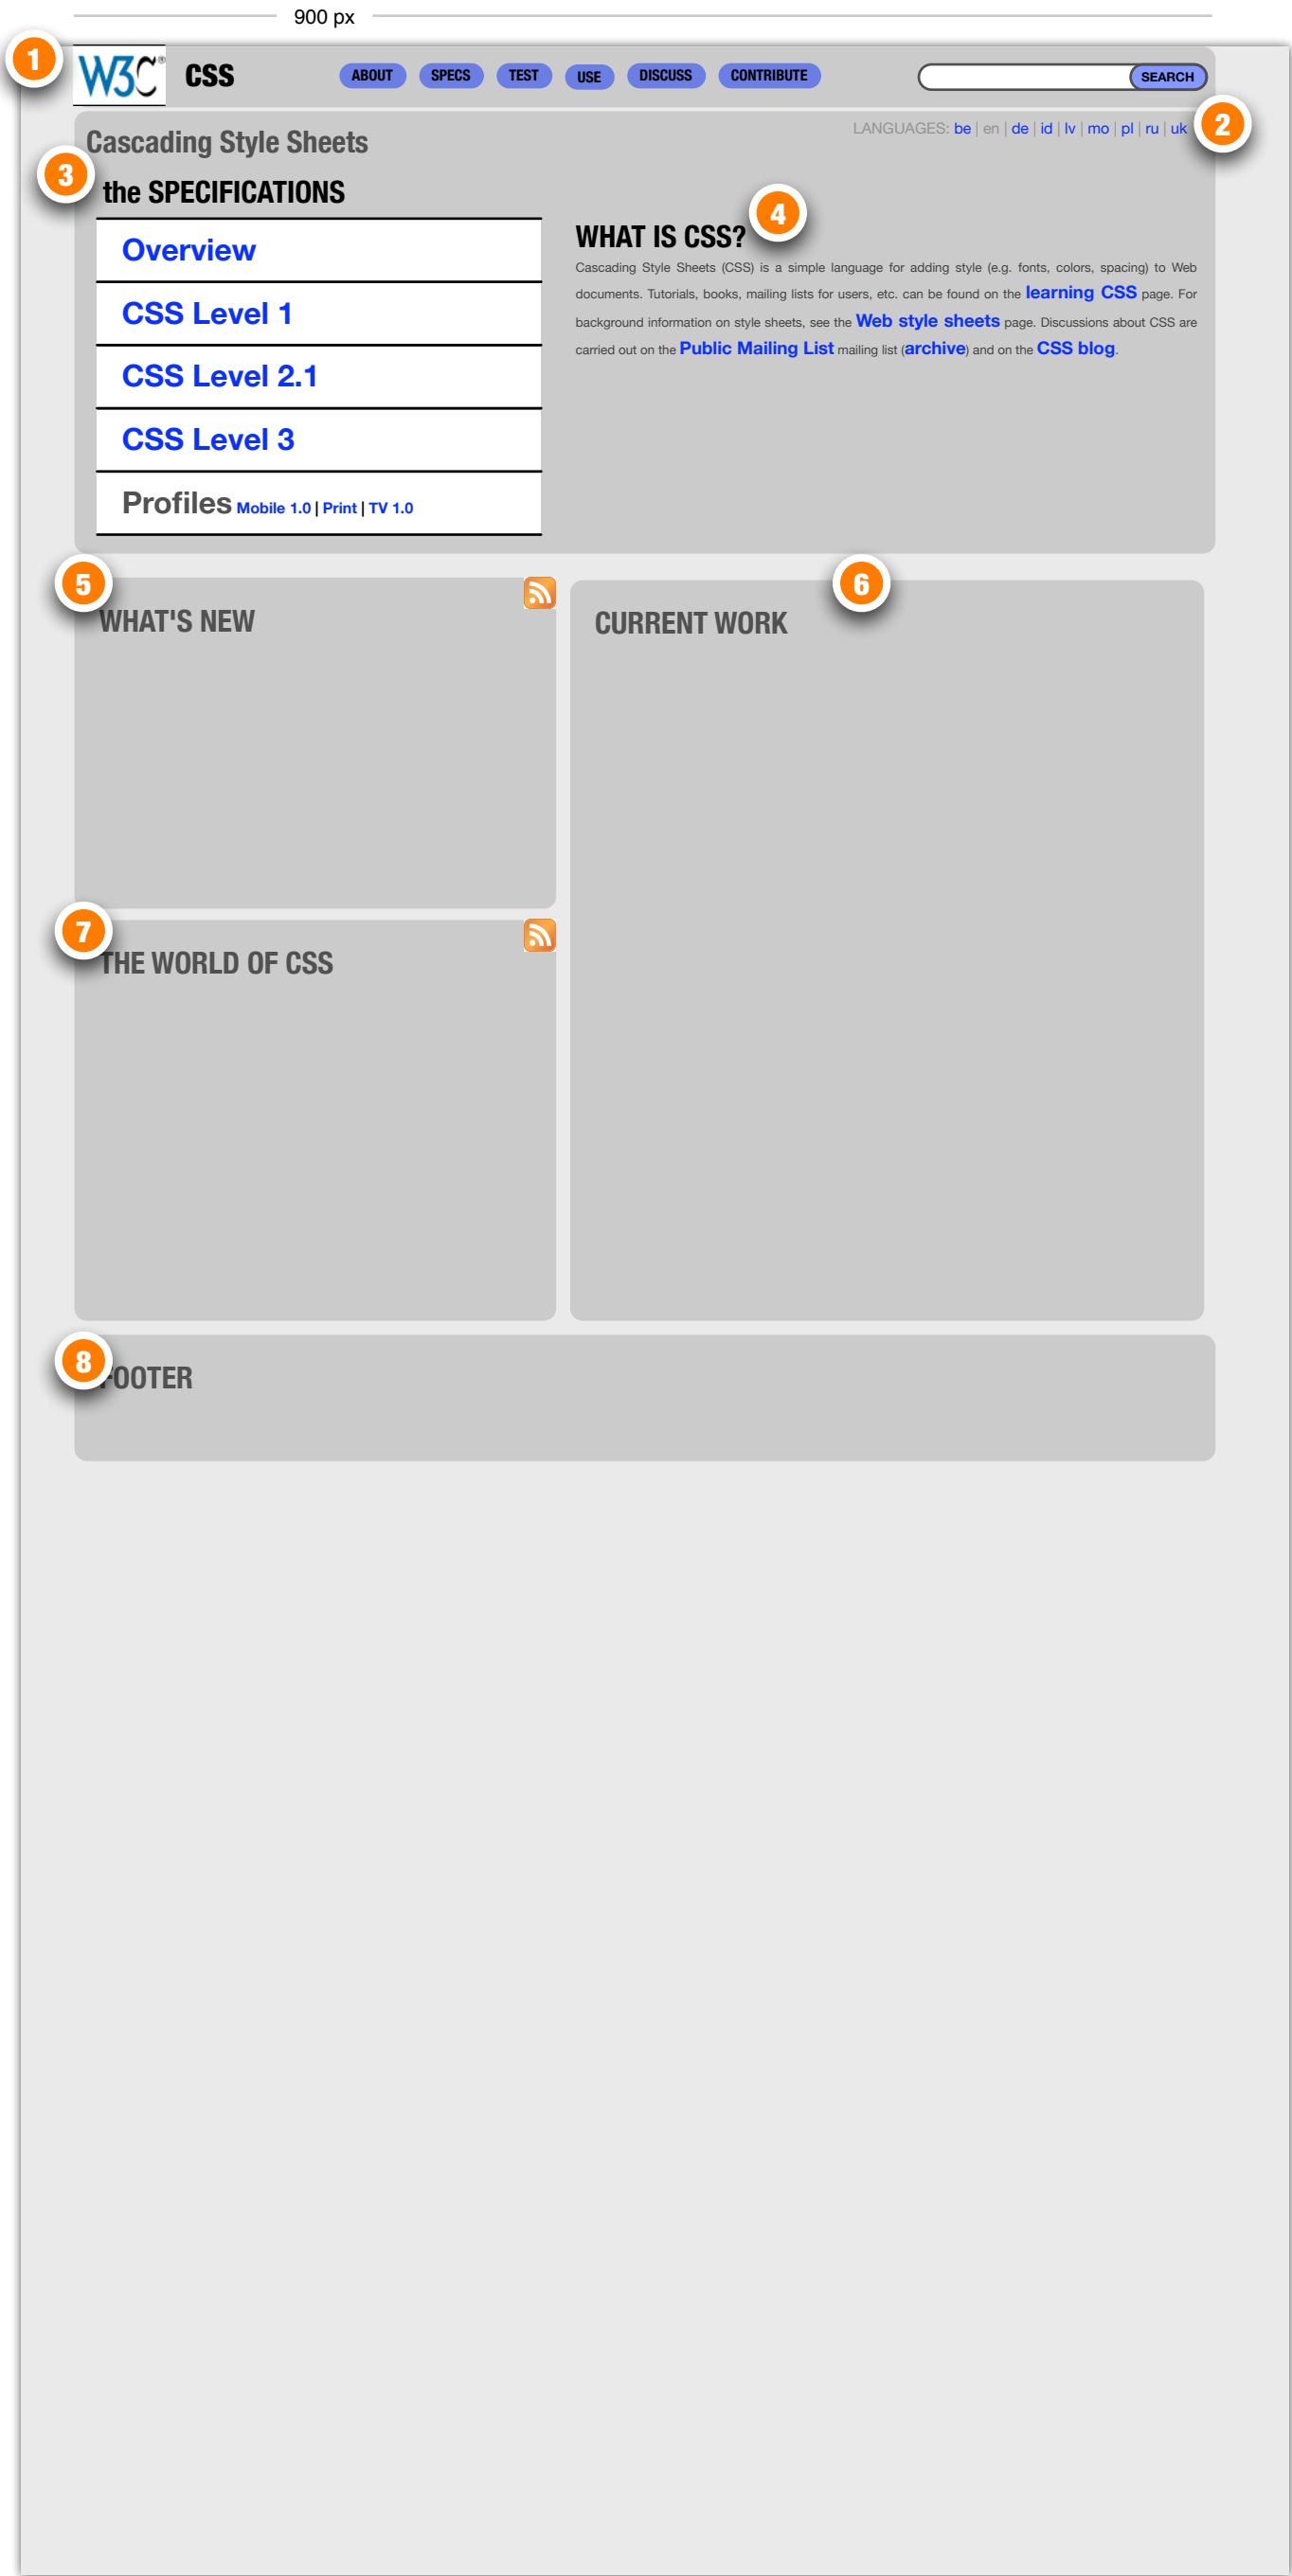 900 px
1
W3C®
CSS
ABOUT
SPECS
TEST
USE
DISCUSS
CONTRIBUTE
SEARCH
LANGUAGES: be | en | de | id | lv | mo | pl | ru | uk
2
Cascading Style Sheets
3
the SPECIFICATIONS
Overview
CSS Level 1
CSS Level 2.1
CSS Level 3
Profiles Mobile 1.0 | Print | TV 1.0
4
WHAT IS CSS?
Cascading Style Sheets (CSS) is a simple language for adding style (e.g. fonts, colors, spacing) to Web
documents. Tutorials, books, mailing lists for users, etc. can be found on the learning CSS page. For
background information on style sheets, see the Web style sheets page. Discussions about CSS are
carried out on the Public Mailing List mailing list (archive) and on the CSS blog.
5
WHAT'S NEW
6
CURRENT WORK
7
THE WORLD OF CSS
8
FOOTER